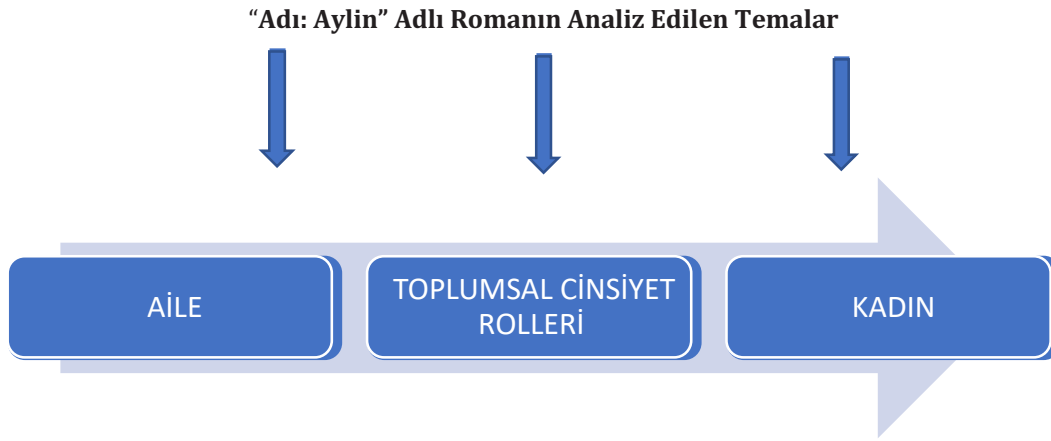 “Adı: Aylin” Adlı Romanın Analiz Edilen Temalar
AİLE
TOPLUMSAL CİNSİYET
ROLLERİ
KADIN